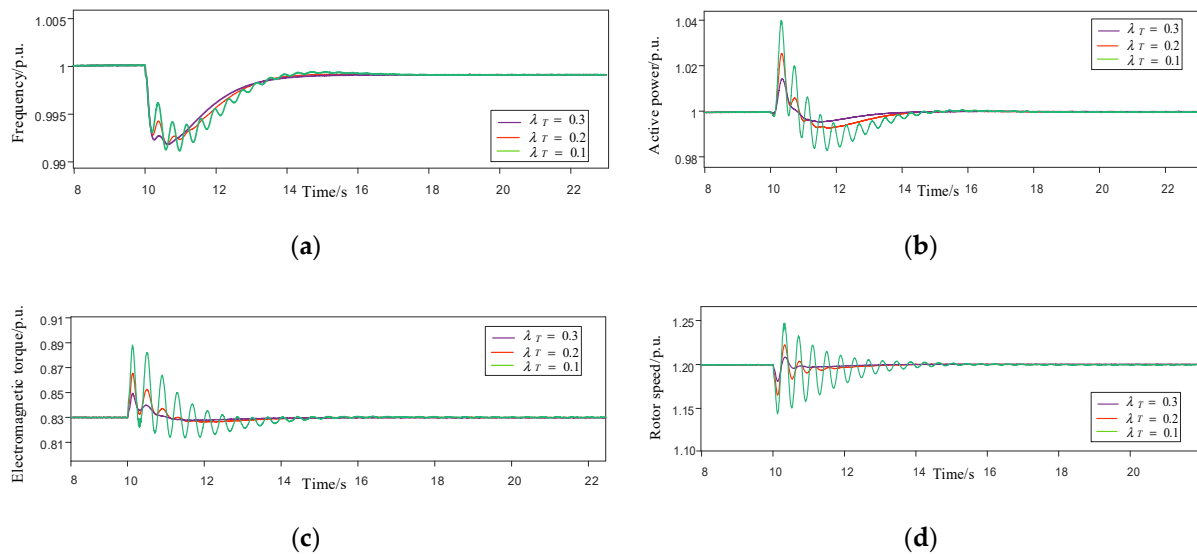 Frequency/p.u.
1.005
1
0.995
0.99
λ T = 0.3
λ T = 0.2
λ T = 0.1
8 10 12 14 16 18 20 22
Time/s
(a)
Active power/p.u.
1.04
1.02
1
0.98
λ T = 0.3
λ T = 0.2
λ T = 0.1
8 10 12 14 16 18 20 22
Time/s
(b)
Electromagnetic torque/p.u.
0.91
0.89
0.87
0.85
0.83
0.81
λ T = 0.3
λ T = 0.2
λ T = 0.1
8 10 12 14 16 18 20 22
Time/s
(c)
Rotor speed/p.u.
1.25
1.20
1.15
1.10
λ T = 0.3
λ T = 0.2
λ T = 0.1
8 10 12 14 16 18 20
Time/s
(d)